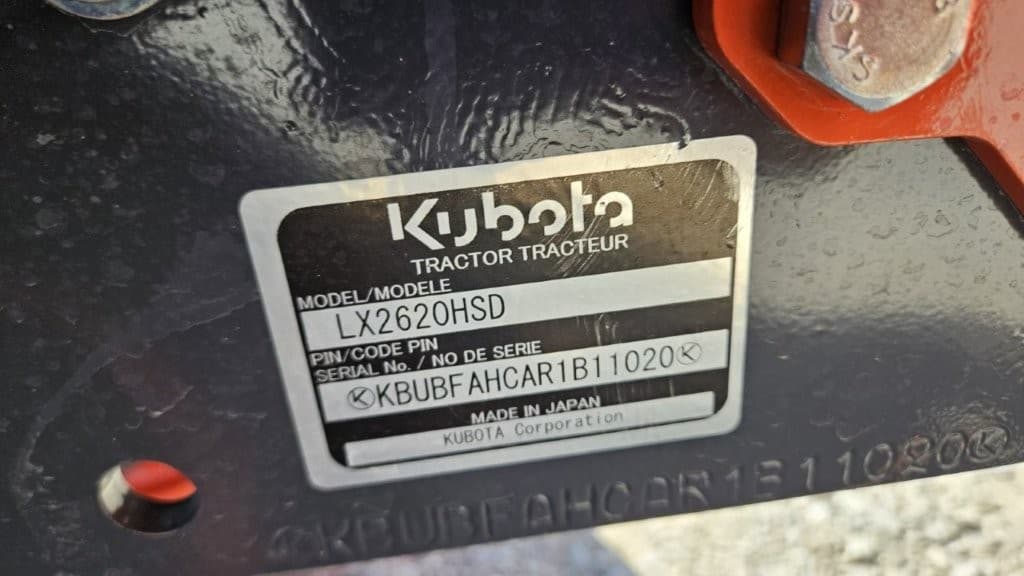 SKS
Kubota
TRACTOR TRACTEUR
MODEL/MODELE
LX2620HSD
PIN/CODE PIN
SERIAL No. / NO DE SERIE
KBUBFAHCAR1B11020
MADE IN JAPAN
KUBOTA Corporation
KBUBFAHCAR1B11020